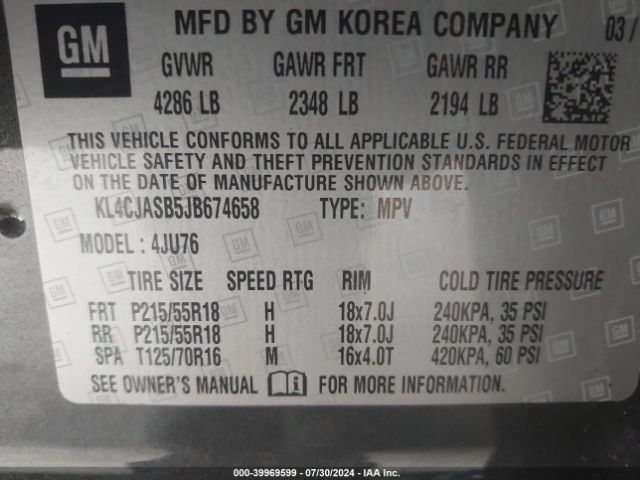 GM
MFD BY GM KOREA COMPANY 03/
GVWR GAWR FRT GAWR RR
4286 LB 2348 LB 2194 LB
THIS VEHICLE CONFORMS TO ALL APPLICABLE U.S. FEDERAL MOTOR
VEHICLE SAFETY AND THEFT PREVENTION STANDARDS IN EFFECT
ON THE DATE OF MANUFACTURE SHOWN ABOVE.
KL4CJASB5JB674658 TYPE: MPV
MODEL : 4JU76
TIRE SIZE SPEED RTG RIM COLD TIRE PRESSURE
FRT P215/55R18 H 18x7.0J 240KPA, 35 PSI
RR P215/55R18 H 18x7.0J 240KPA, 35 PSI
SPA T125/70R16 M 16x4.0T 420KPA, 60 PSI
SEE OWNER'S MANUAL FOR MORE INFORMATION.
000-39969599 - 07/30/2024 - IAA Inc.